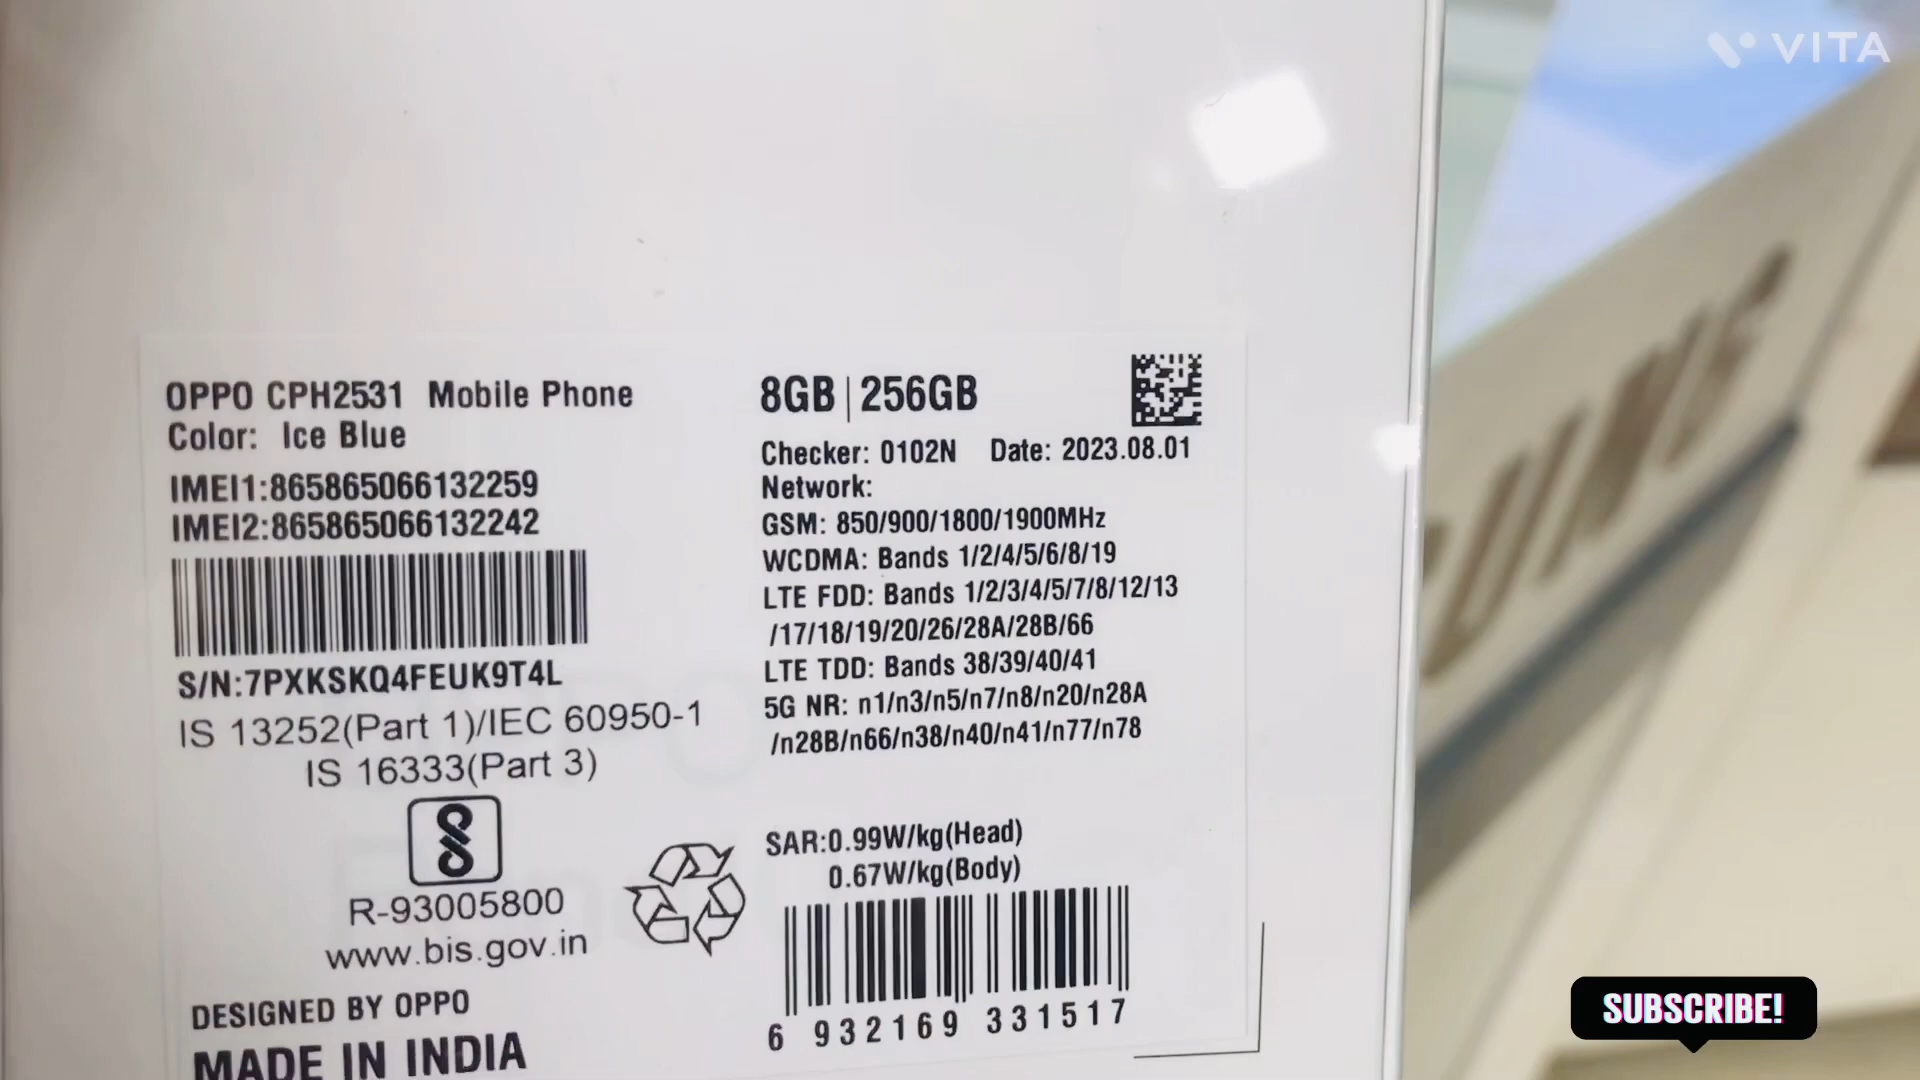 VITA
OPPO CPH2531 Mobile Phone
Color: Ice Blue
IMEI1:865865066132259
IMEI2:865865066132242
S/N:7PXKSKQ4FEUK9T4L
IS 13252(Part 1)/IEC 60950-1
IS 16333(Part 3)
R-93005800
www.bis.gov.in
DESIGNED BY OPPO
MADE IN INDIA
8GB|256GB
Checker: 0102N Date: 2023.08.01
Network:
GSM: 850/900/1800/1900MHz
WCDMA: Bands 1/2/4/5/6/8/19
LTE FDD: Bands 1/2/3/4/5/7/8/12/13
/17/18/19/20/26/28A/28B/66
LTE TDD: Bands 38/39/40/41
5G NR: n1/n3/n5/n7/n8/n20/n28A
/n28B/n66/n38/n40/n41/n77/n78
SAR:0.99W/kg(Head)
0.67W/kg(Body)
6 932169 331517
SUBSCRIBE!